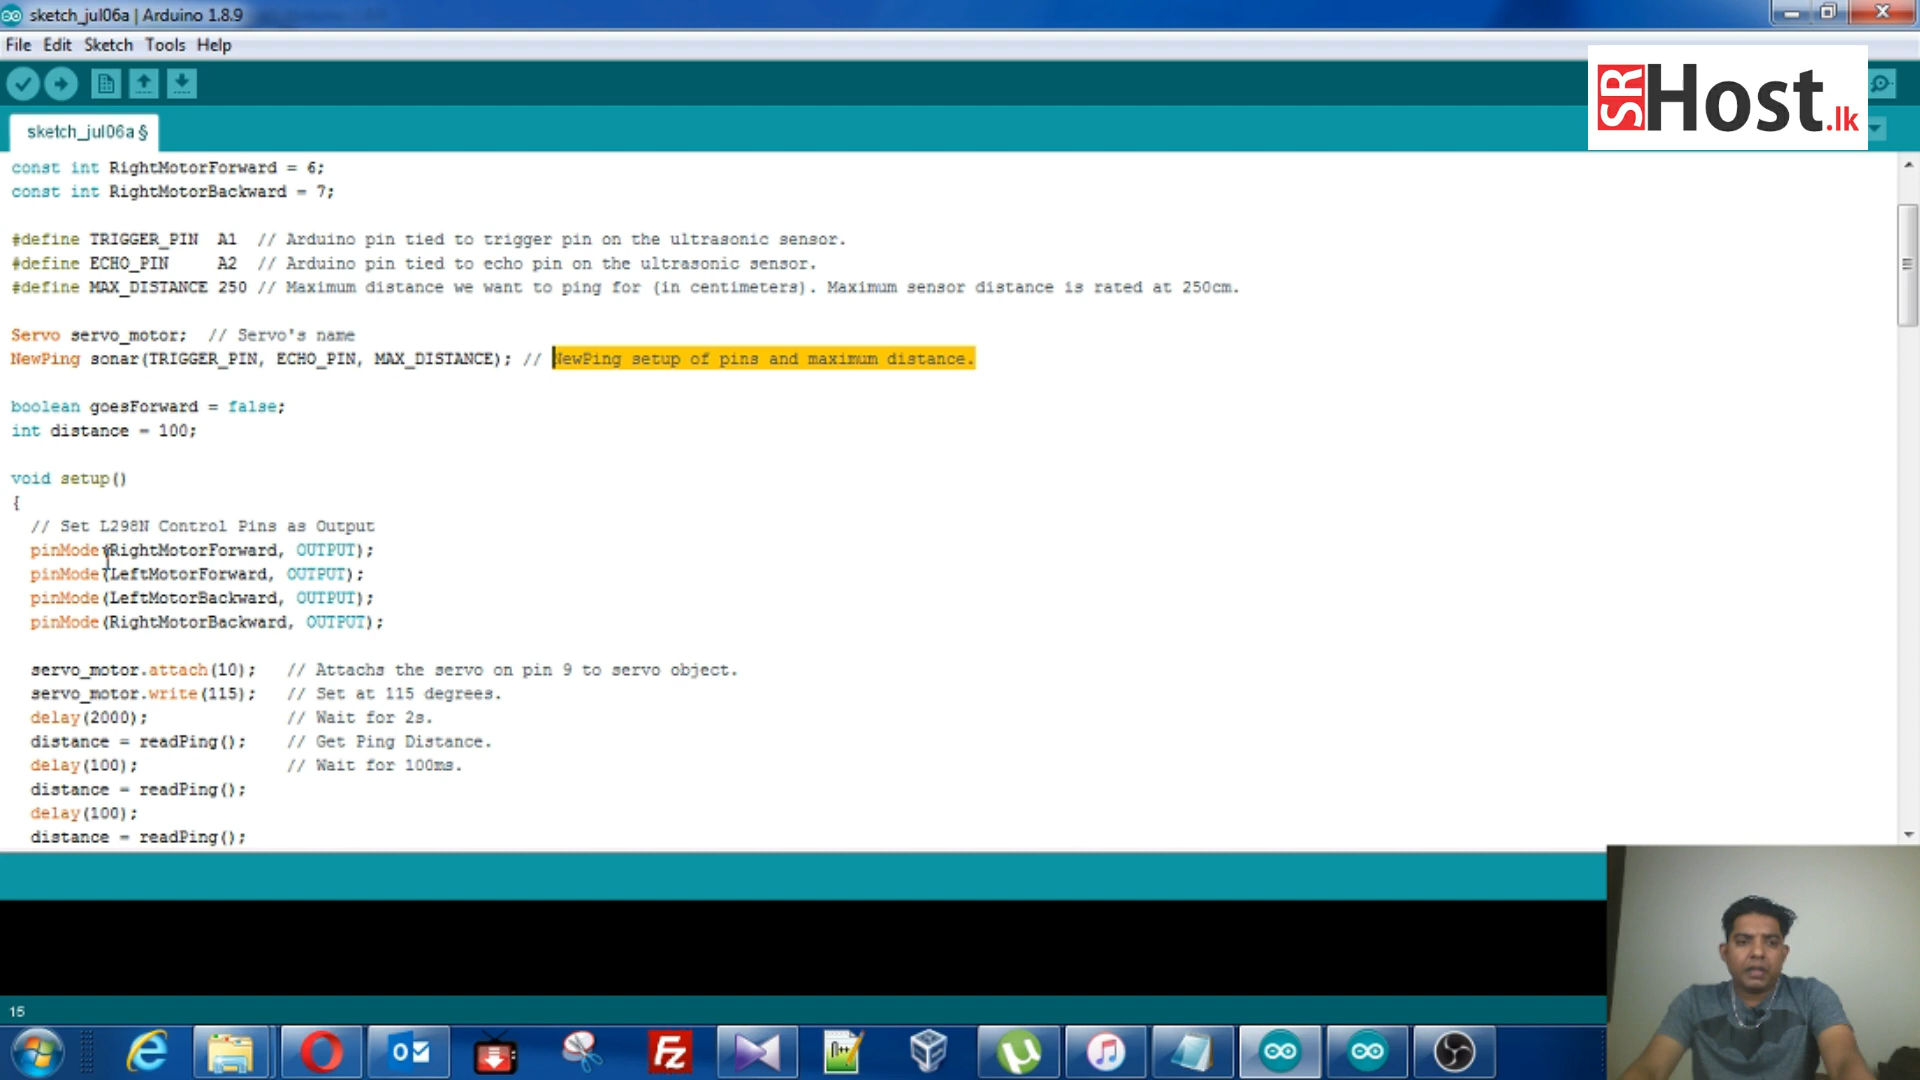 sketch_jul06a | Arduino 1.8.9
File Edit Sketch Tools Help
SR Host.lk
sketch_jul06a §
const int RightMotorForward = 6;
const int RightMotorBackward = 7;
#define TRIGGER_PIN  A1  // Arduino pin tied to trigger pin on the ultrasonic sensor.
#define ECHO_PIN     A2  // Arduino pin tied to echo pin on the ultrasonic sensor.
#define MAX_DISTANCE 250 // Maximum distance we want to ping for (in centimeters). Maximum sensor distance is rated at 250cm.
Servo servo_motor;  // Servo's name
NewPing sonar(TRIGGER_PIN, ECHO_PIN, MAX_DISTANCE); // NewPing setup of pins and maximum distance.
boolean goesForward = false;
int distance = 100;
void setup()
{
  // Set L298N Control Pins as Output
  pinMode(RightMotorForward, OUTPUT);
  pinMode(LeftMotorForward, OUTPUT);
  pinMode(LeftMotorBackward, OUTPUT);
  pinMode(RightMotorBackward, OUTPUT);
  servo_motor.attach(10);   // Attachs the servo on pin 9 to servo object.
  servo_motor.write(115);   // Set at 115 degrees.
  delay(2000);              // Wait for 2s.
  distance = readPing();    // Get Ping Distance.
  delay(100);               // Wait for 100ms.
  distance = readPing();
  delay(100);
  distance = readPing();
15